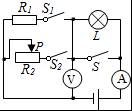 R₁ S₁ L
P
R₂ S₂ S
V A